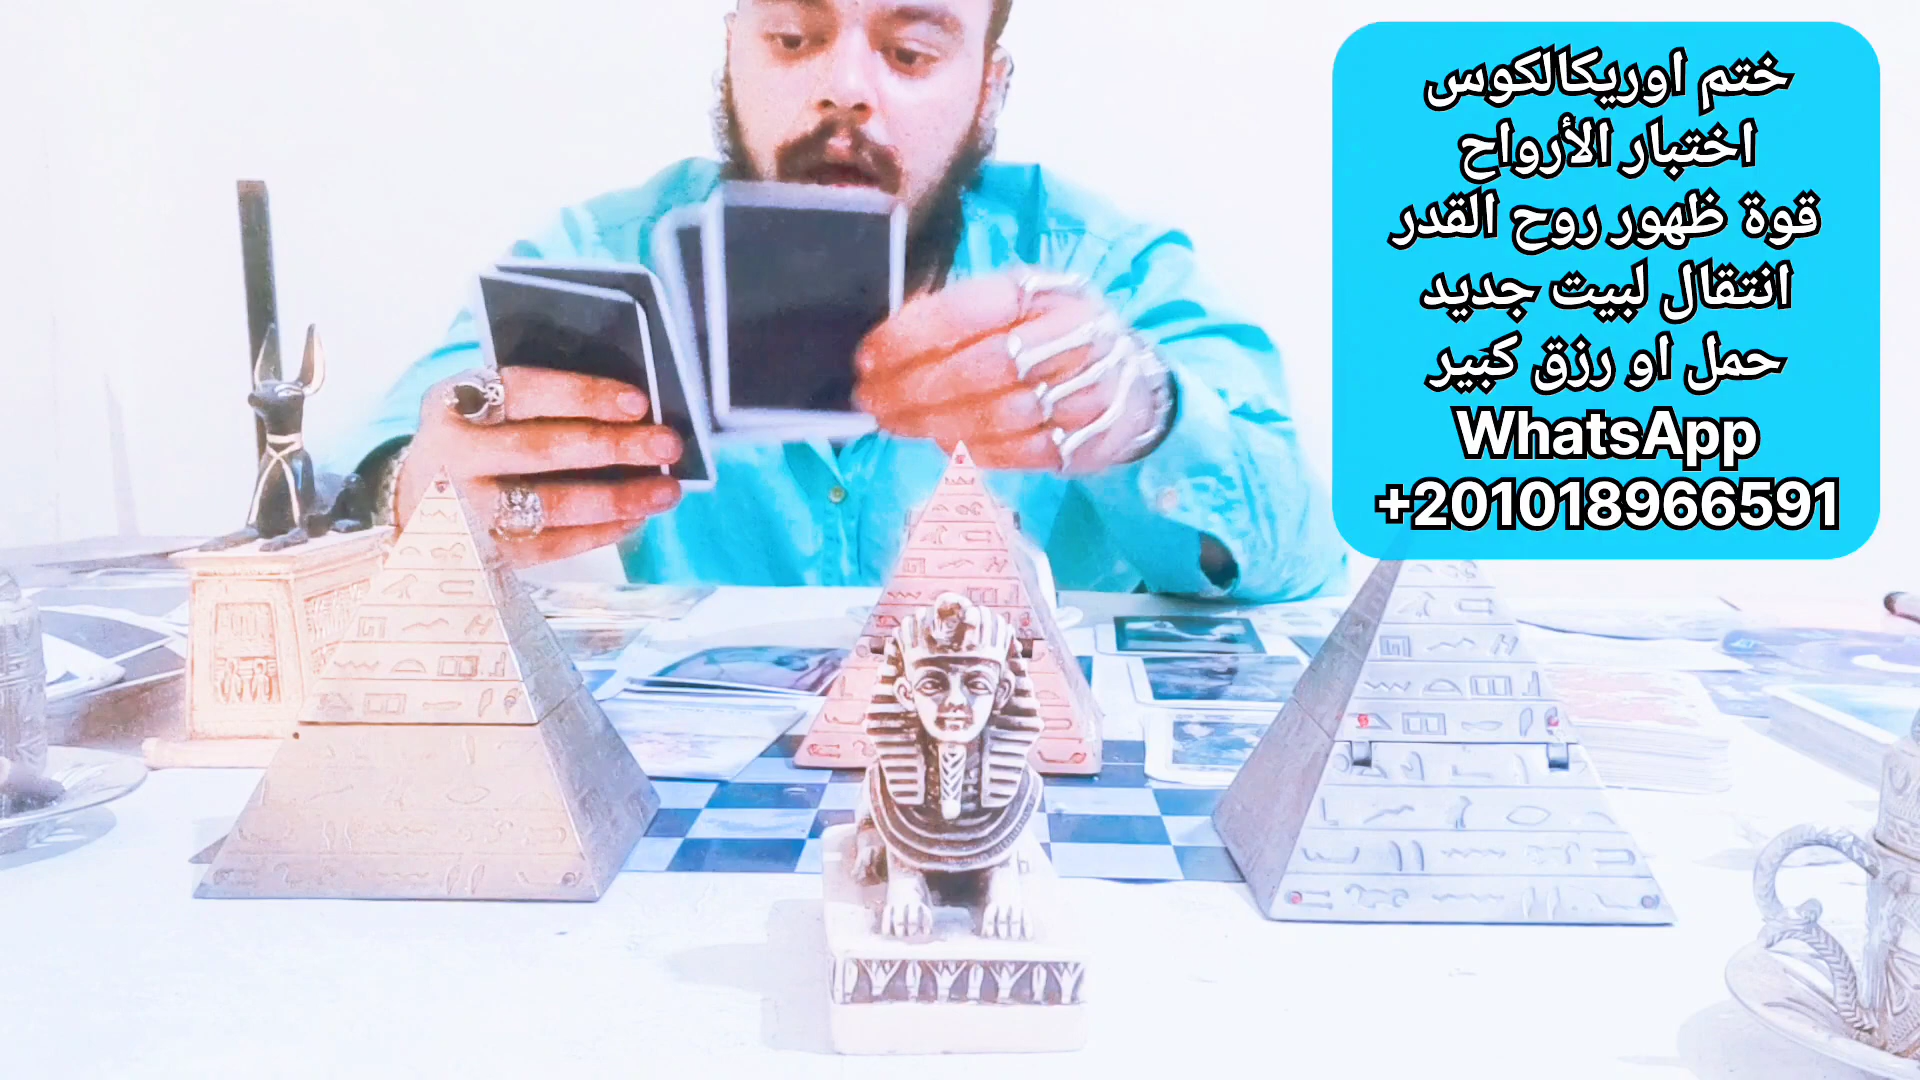 ختم اوريكالكوس
اختبار الأرواح
قوة ظهور روح القدر
انتقال لبيت جديد
حمل او رزق كبير
WhatsApp
+201018966591